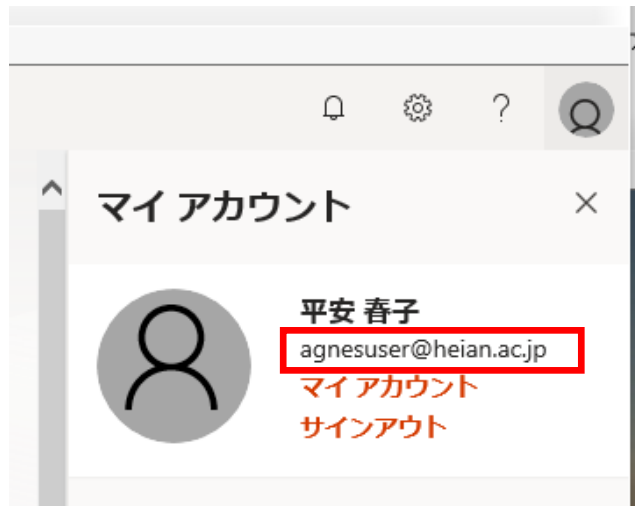 ?
マイ アカウント
平安 春子
agnesuser@heian.ac.jp
マイ アカウント
サインアウト